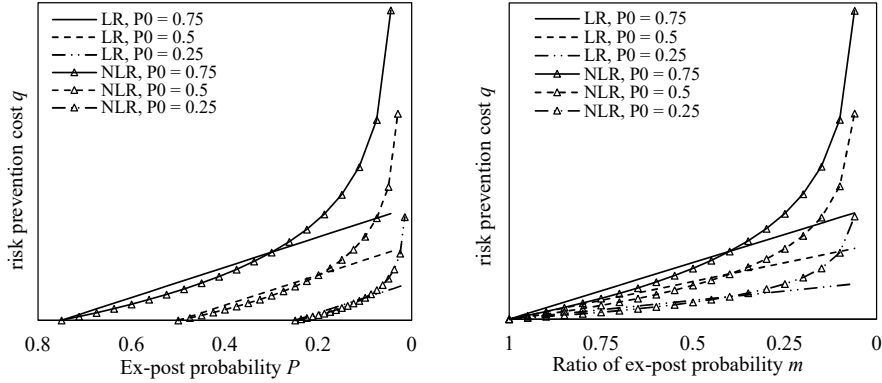 risk prevention cost q
LR, P0 = 0.75
LR, P0 = 0.5
LR, P0 = 0.25
NLR, P0 = 0.75
NLR, P0 = 0.5
NLR, P0 = 0.25
0.8
0.6
0.4
0.2
0
Ex-post probability P
risk prevention cost q
LR, P0 = 0.75
LR, P0 = 0.5
LR, P0 = 0.25
NLR, P0 = 0.75
NLR, P0 = 0.5
NLR, P0 = 0.25
1
0.75
0.5
0.25
0
Ratio of ex-post probability m